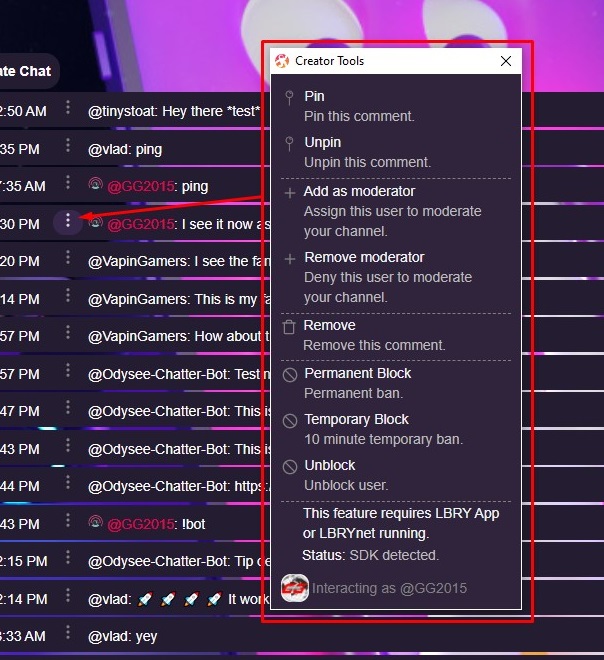 ate Chat
2:50 AM @tinystoat: Hey there *test*
35 PM @vlad: ping
7:35 AM @GG2015: ping
30 PM @GG2015: I see it now as
20 PM @VapinGamers: I see the fan
14 PM @VapinGamers: This is my fa
57 PM @VapinGamers: How about t
57 PM @Odysee-Chatter-Bot: Testin
47 PM @Odysee-Chatter-Bot: This is
43 PM @Odysee-Chatter-Bot: This is
44 PM @Odysee-Chatter-Bot: https:
43 PM @GG2015: !bot
2:15 PM @Odysee-Chatter-Bot: Tip de
2:14 PM @vlad: 🚀 🚀 🚀 🚀 It work
3:33 AM @vlad: yey
Creator Tools
Pin
Pin this comment.
Unpin
Unpin this comment.
Add as moderator
Assign this user to moderate
your channel.
Remove moderator
Deny this user to moderate
your channel.
Remove
Remove this comment.
Permanent Block
Permanent ban.
Temporary Block
10 minute temporary ban.
Unblock
Unblock user.
This feature requires LBRY App
or LBRYnet running.
Status: SDK detected.
Interacting as @GG2015